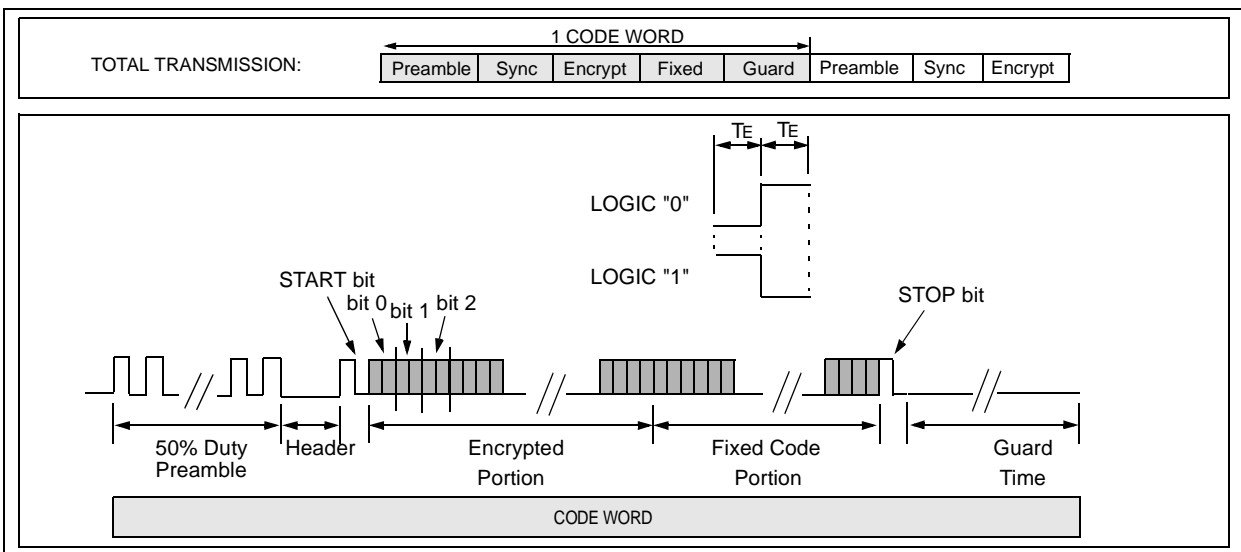 1 CODE WORD
TOTAL TRANSMISSION:
Preamble Sync Encrypt Fixed Guard Preamble Sync Encrypt
TE TE
LOGIC "0"
LOGIC "1"
START bit
bit 0 bit 1 bit 2
STOP bit
50% Duty
Preamble
Header
Encrypted
Portion
Fixed Code
Portion
Guard
Time
CODE WORD